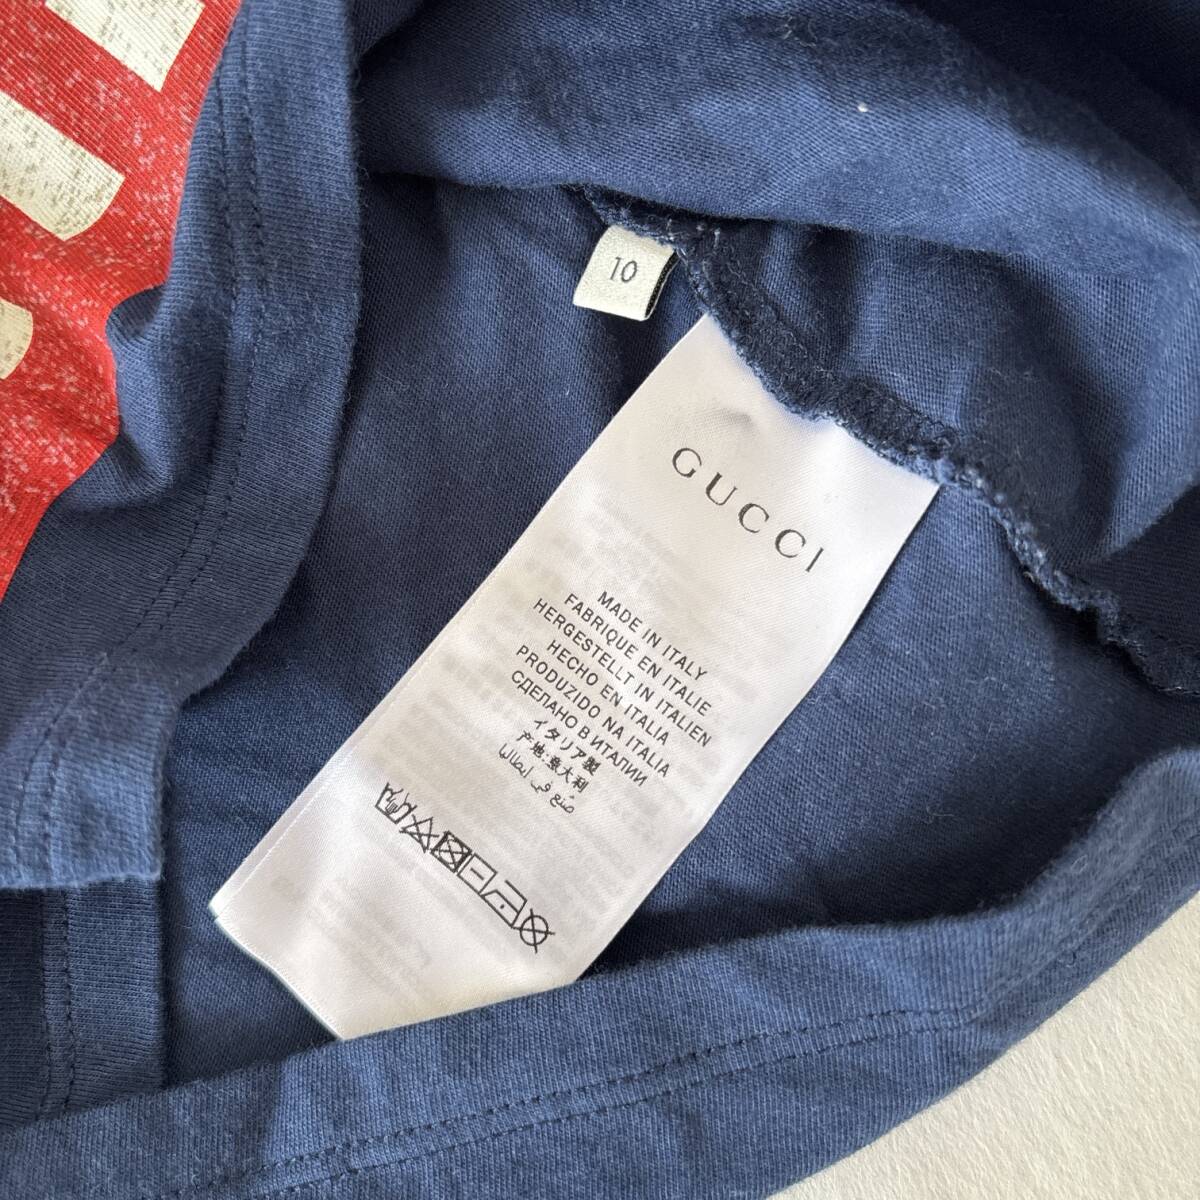 10
GUCCI
MADE IN ITALY
FABRIQUE EN ITALIE
HERGESTELLT IN ITALIEN
HECHO EN ITALIA
PRODUZIDO NA ITALIA
СДЕЛАНО В ИТАЛИИ
イタリア製
产地:意大利
صنع في إيطاليا